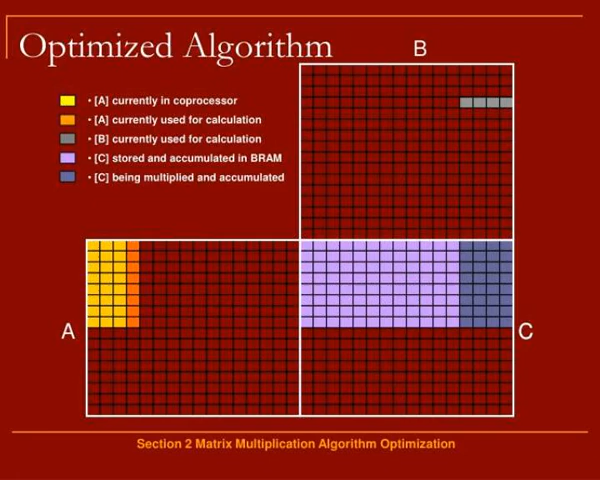 Optimized Algorithm
B
• [A] currently in coprocessor
• [A] currently used for calculation
• [B] currently used for calculation
• [C] stored and accumulated in BRAM
• [C] being multiplied and accumulated
A
C
Section 2 Matrix Multiplication Algorithm Optimization